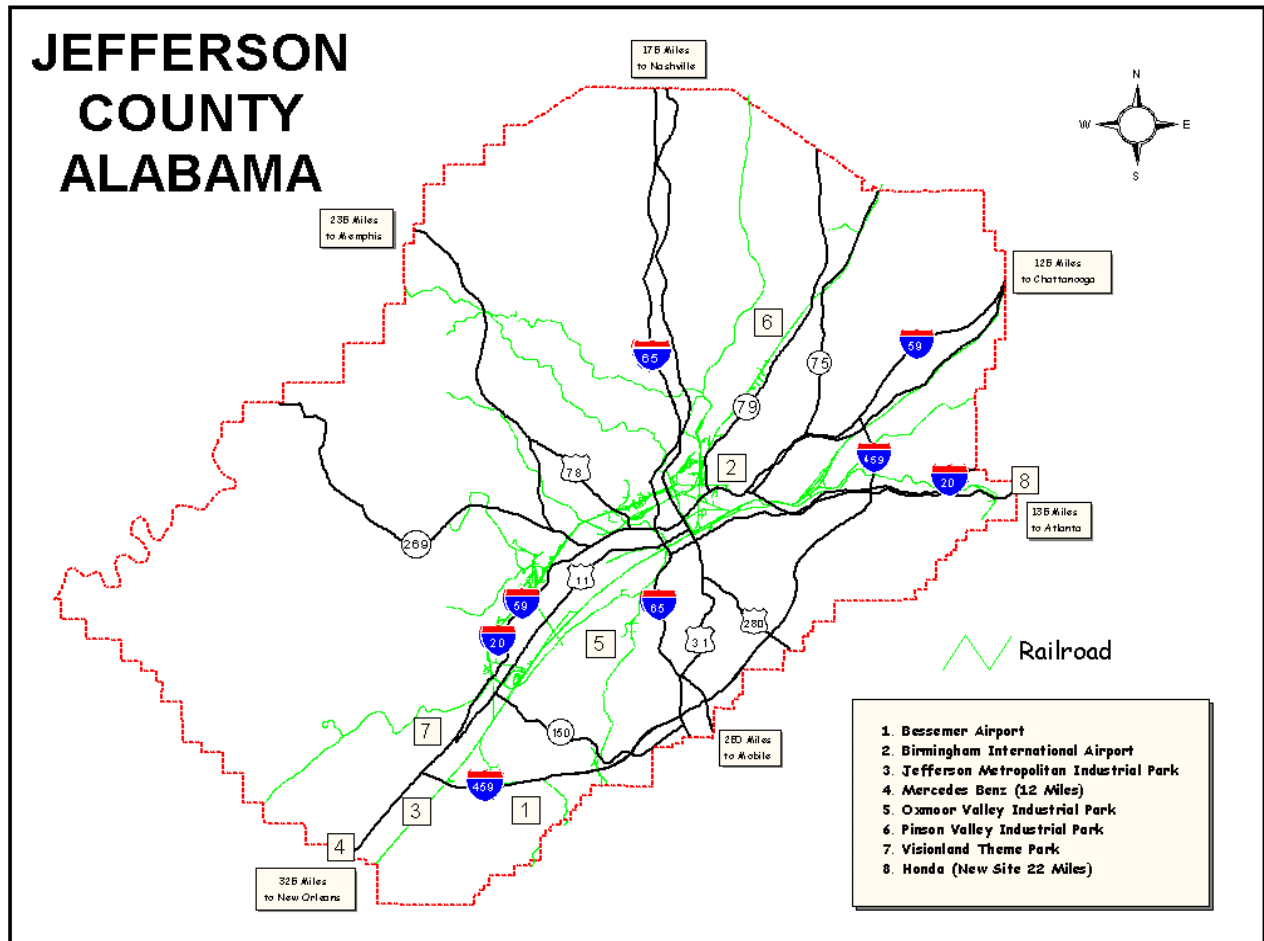 JEFFERSON
COUNTY
ALABAMA
175 Miles
to Nashville
N
W
E
S
235 Miles
to Memphis
125 Miles
to Chattanooga
6
65
59
75
79
459
2
78
20
8
135 Miles
to Atlanta
269
11
59
65
280
20
5
31
Railroad
7
150
250 Miles
to Mobile
459
3
1
4
325 Miles
to New Orleans
1. Bessemer Airport
2. Birmingham International Airport
3. Jefferson Metropolitan Industrial Park
4. Mercedes Benz (12 Miles)
5. Oxmoor Valley Industrial Park
6. Pinson Valley Industrial Park
7. Visionland Theme Park
8. Honda (New Site 22 Miles)